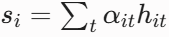 s_i = \sum_t \alpha_{it} h_{it}